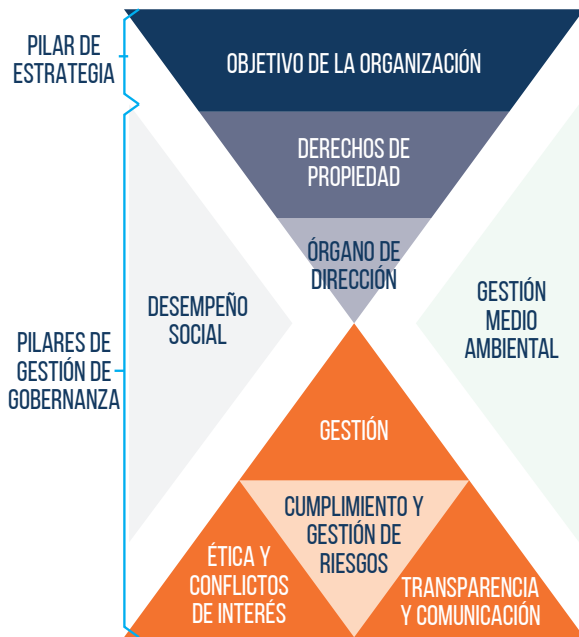 PILAR DE
ESTRATEGIA
OBJETIVO DE LA ORGANIZACIÓN
DERECHOS DE
PROPIEDAD
ÓRGANO DE
DIRECCIÓN
DESEMPEÑO
SOCIAL
GESTIÓN
MEDIO
AMBIENTAL
PILARES DE
GESTIÓN DE
GOBERNANZA
GESTIÓN
CUMPLIMIENTO Y
GESTIÓN DE
RIESGOS
ÉTICA Y
CONFLICTOS
DE INTERÉS
TRANSPARENCIA
Y COMUNICACIÓN